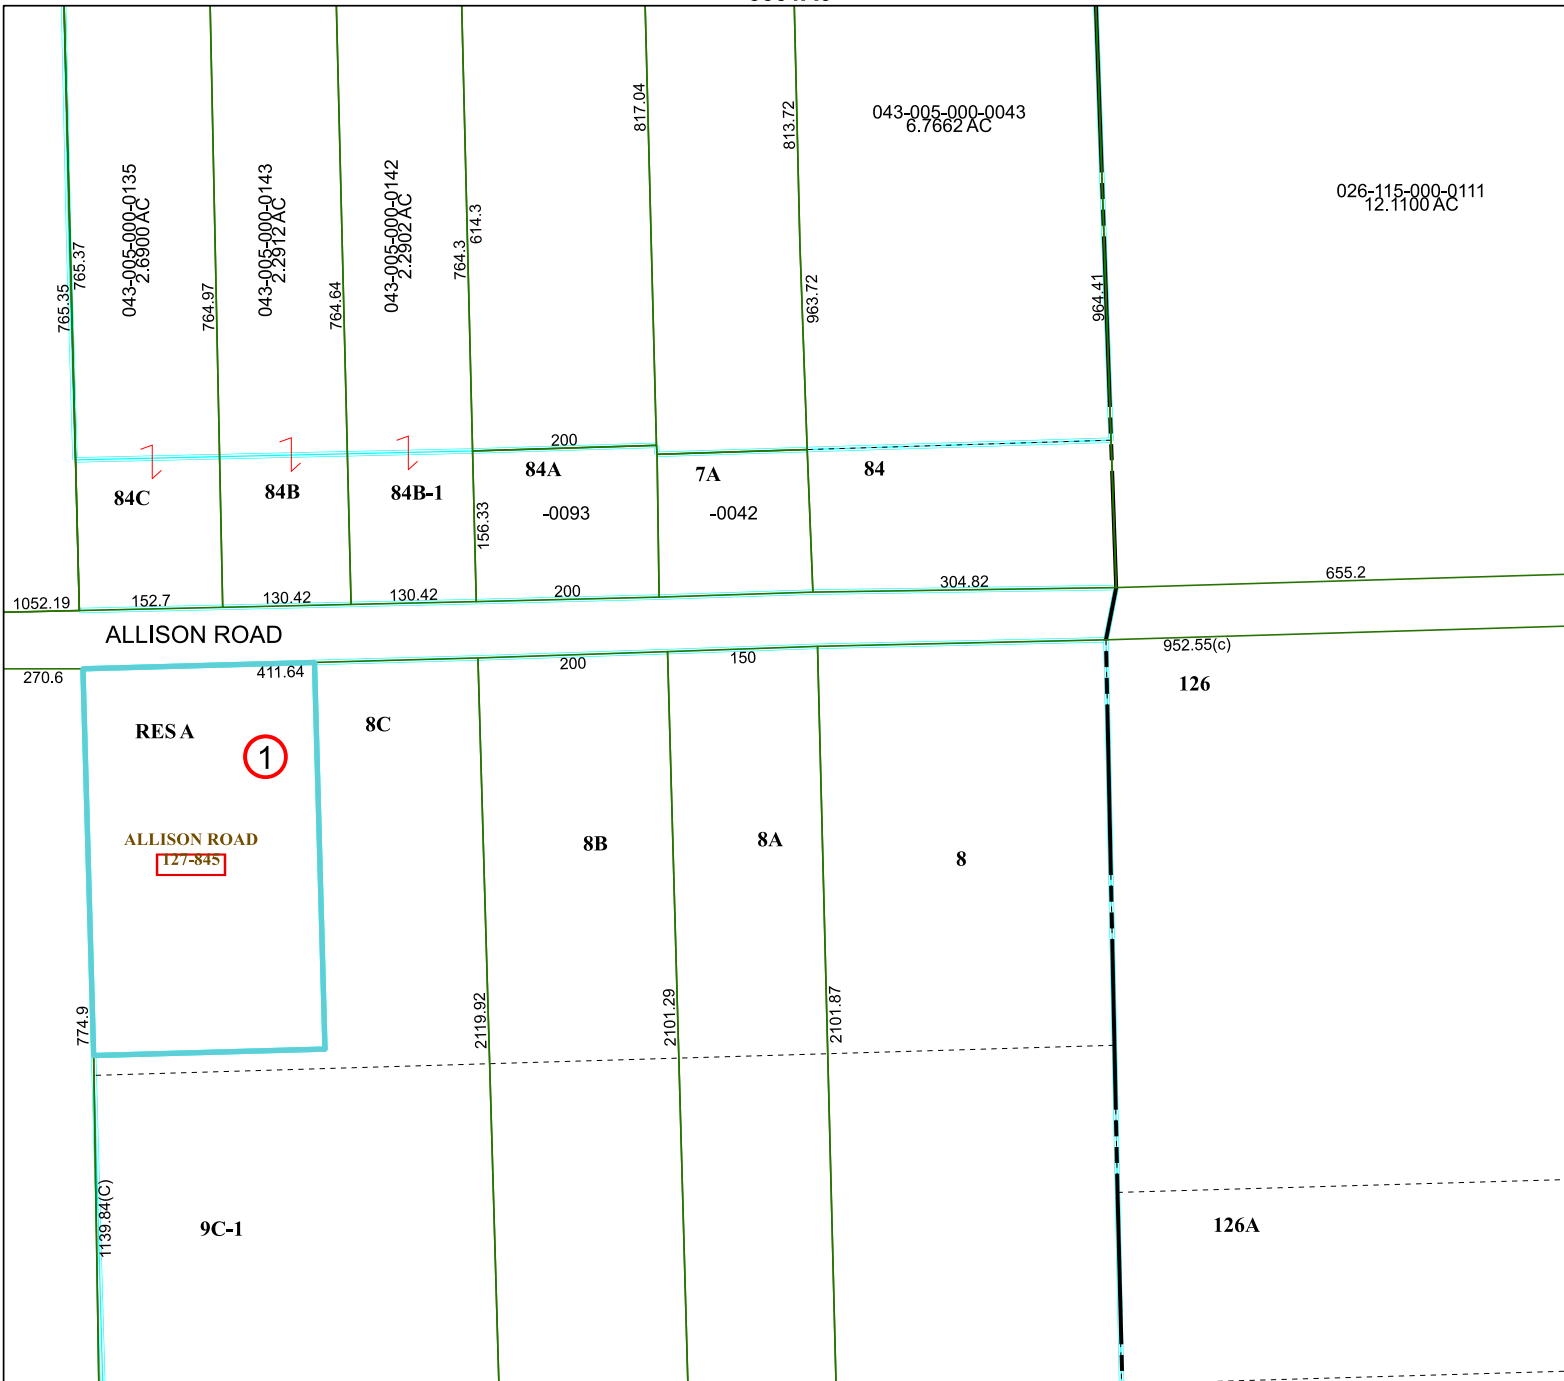 817.04
813.72
043-005-000-0043
6.7662 AC
026-115-000-0111
12.1100 AC
043-005-000-0135
2.6900 AC
043-005-000-0143
2.2912 AC
043-005-000-0142
2.2902 AC
765.37
765.35
764.97
764.64
764.3
614.3
963.72
964.41
200
84C
84B
84B-1
84A
7A
84
-0093
-0042
156.33
1052.19
152.7
130.42
130.42
200
304.82
655.2
ALLISON ROAD
270.6
411.64
200
150
952.55(c)
126
RES A
1
8C
ALLISON ROAD
127-845
8B
8A
8
774.9
2119.92
2101.29
2101.87
1139.84(C)
9C-1
126A